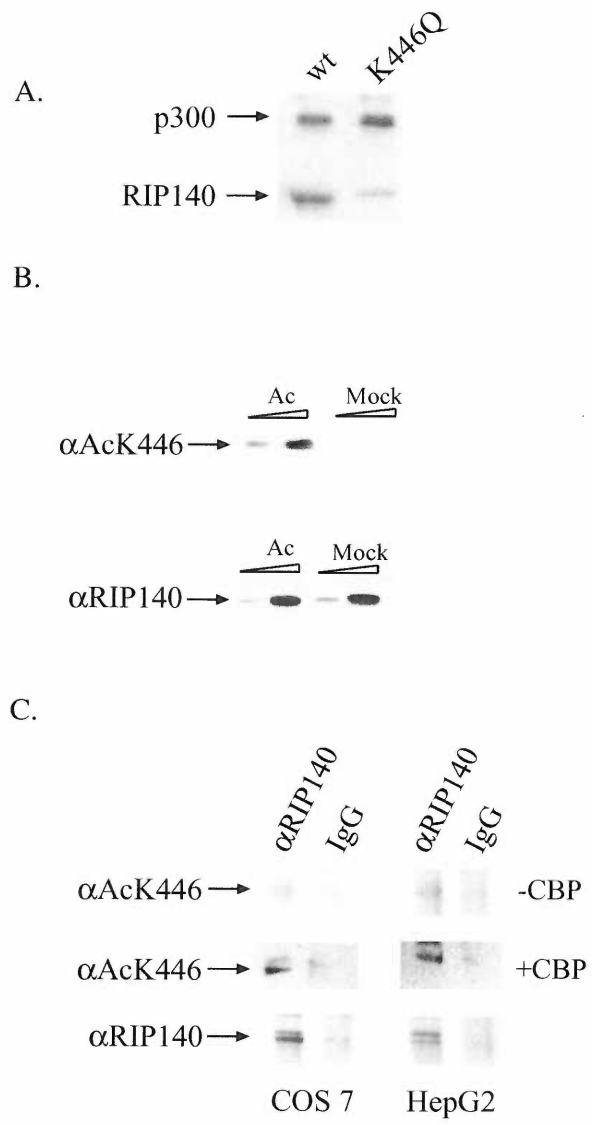 A.
wt K446Q
p300
RIP140
B.
Ac Mock
αAcK446
Ac Mock
αRIP140
C.
αRIP140 IgG αRIP140 IgG
αAcK446 -CBP
αAcK446 +CBP
αRIP140
COS 7 HepG2